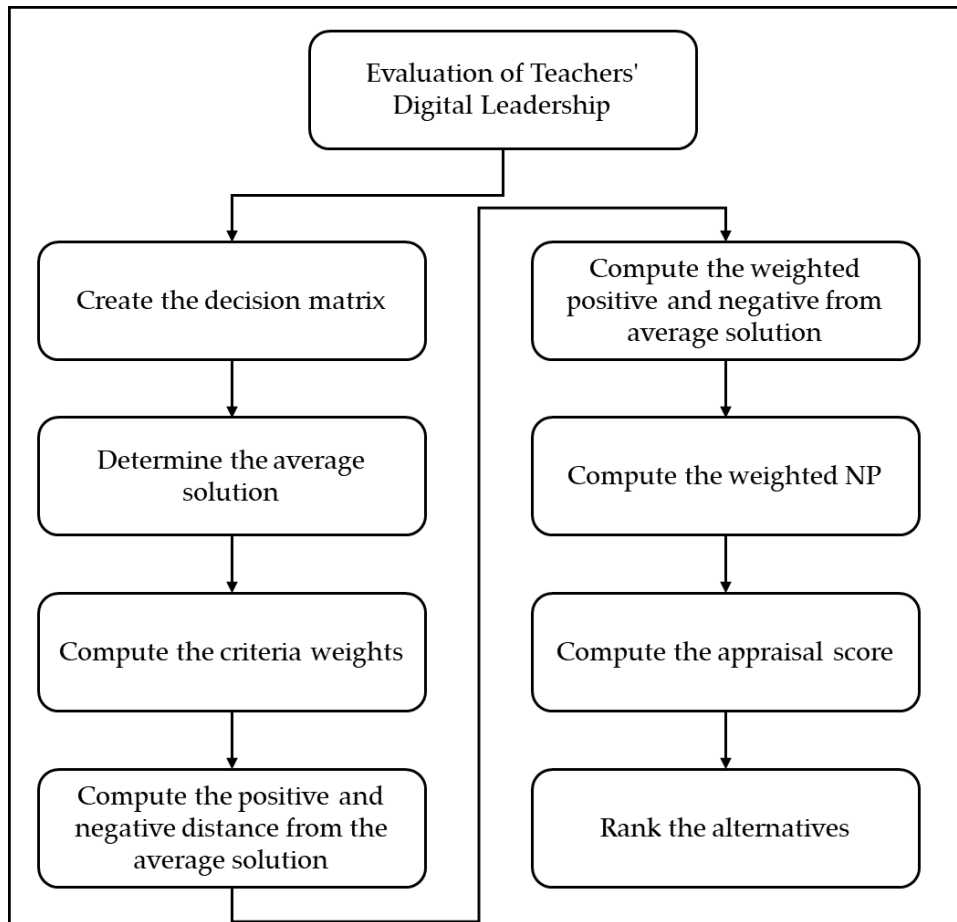 Evaluation of Teachers'
Digital Leadership
Create the decision matrix
Determine the average
solution
Compute the criteria weights
Compute the positive and
negative distance from the
average solution
Compute the weighted
positive and negative from
average solution
Compute the weighted NP
Compute the appraisal score
Rank the alternatives